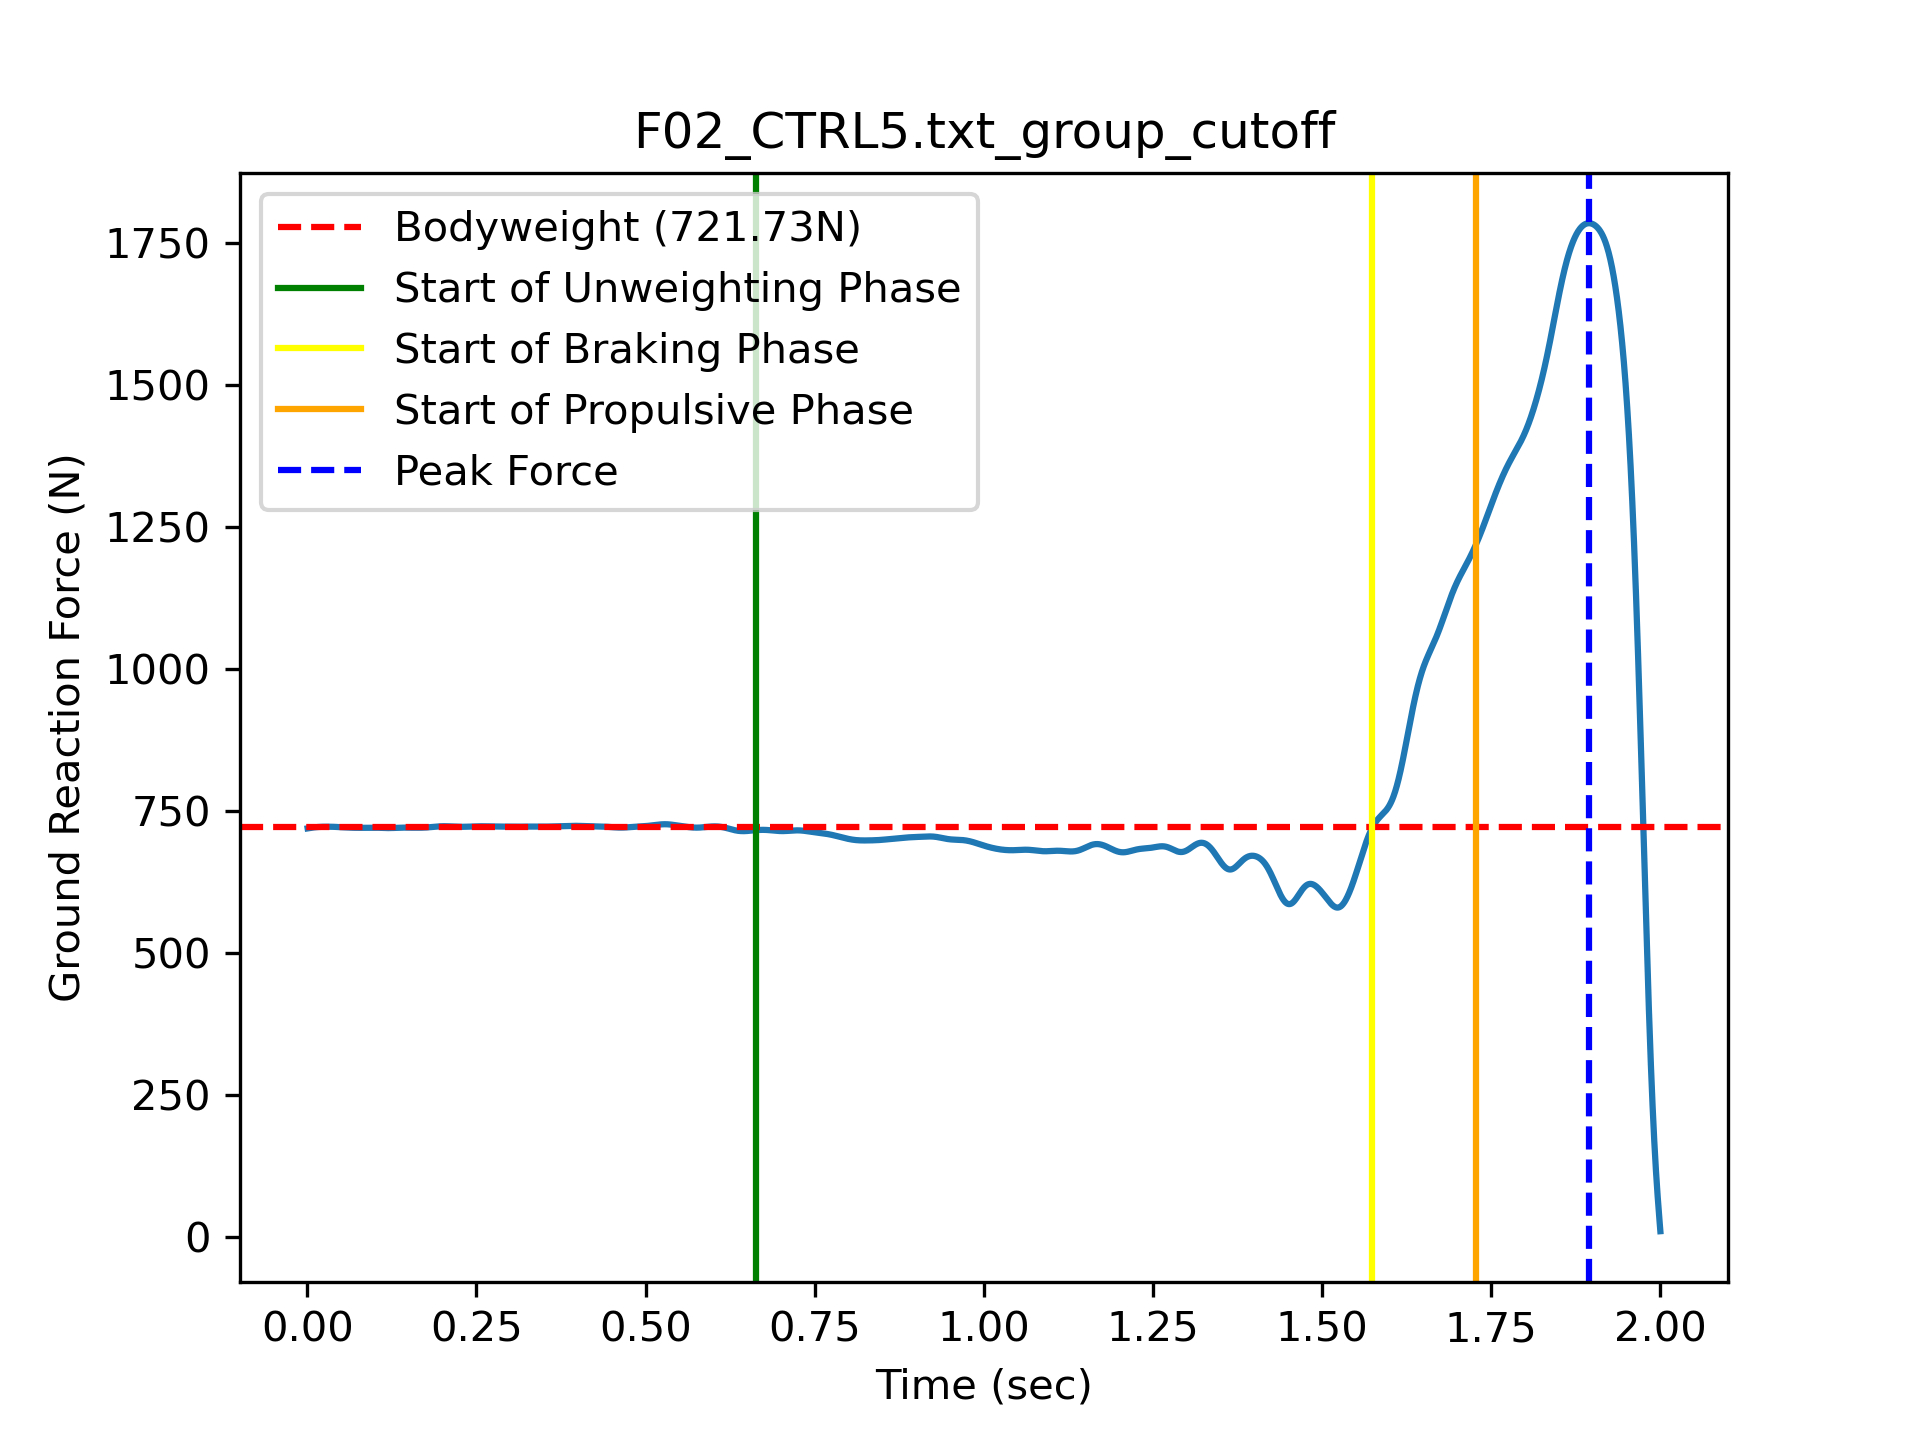 F02_CTRL5.txt_group_cutoff
Bodyweight (721.73N)
Start of Unweighting Phase
Start of Braking Phase
Start of Propulsive Phase
Peak Force
Ground Reaction Force (N)
1750
1500
1250
1000
750
500
250
0
0.00 0.25 0.50 0.75 1.00 1.25 1.50 1.75 2.00
Time (sec)